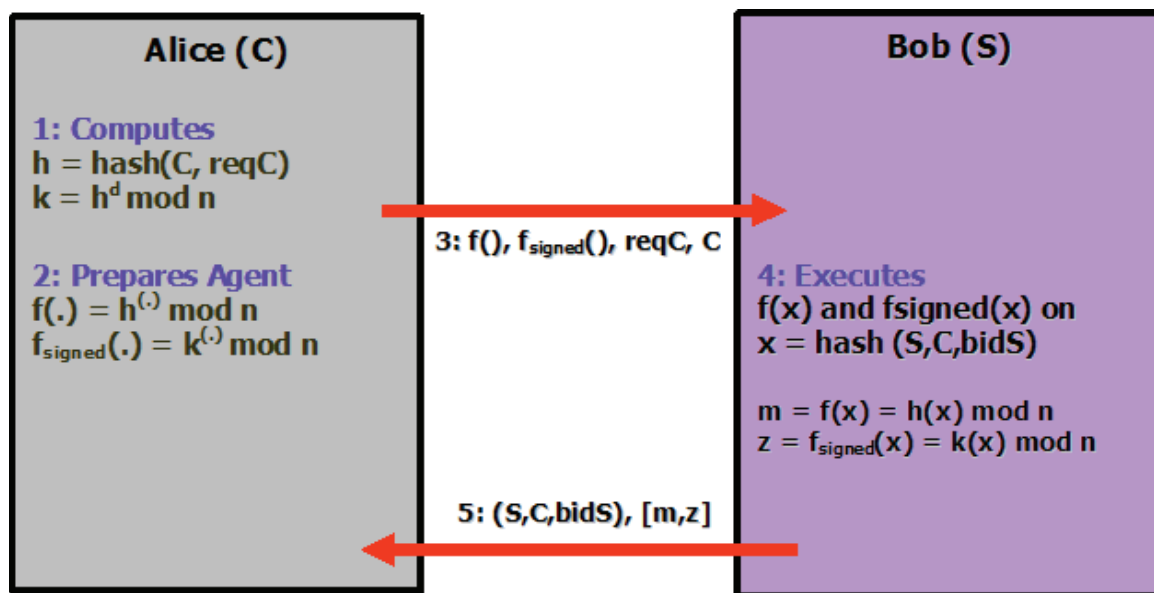 Alice (C)
1: Computes
h = hash(C, reqC)
k = h^d mod n
2: Prepares Agent
f(.) = h^(.) mod n
f_signed(.) = k^(.) mod n
3: f(), f_signed(), reqC, C
Bob (S)
4: Executes
f(x) and fsigned(x) on
x = hash (S,C,bidS)
m = f(x) = h(x) mod n
z = f_signed(x) = k(x) mod n
5: (S,C,bidS), [m,z]